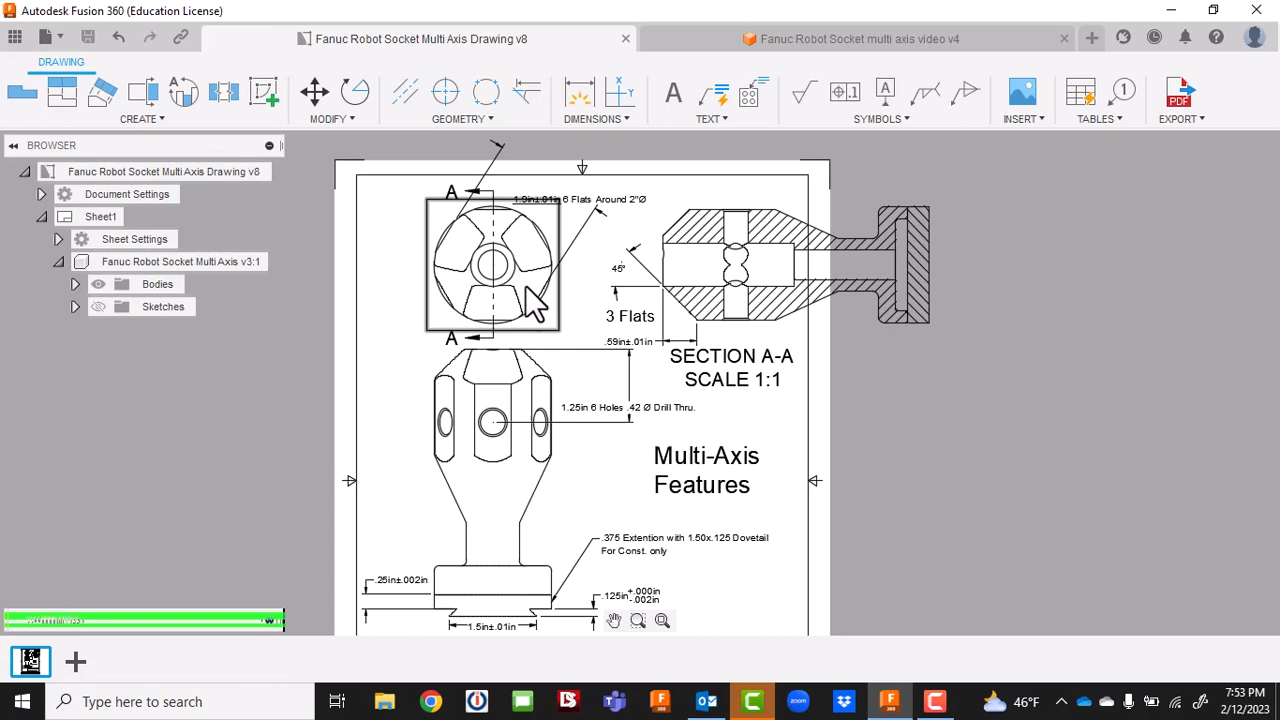 Autodesk Fusion 360 (Education License)
Fanuc Robot Socket Multi Axis Drawing v8
Fanuc Robot Socket multi axis video v4
DRAWING
CREATE
MODIFY
GEOMETRY
DIMENSIONS
TEXT
SYMBOLS
INSERT
TABLES
EXPORT
BROWSER
Fanuc Robot Socket Multi Axis Drawing v8
Document Settings
Sheet1
Sheet Settings
Fanuc Robot Socket Multi Axis v3:1
Bodies
Sketches
A
1.9in±.01in 6 Flats Around 2"Ø
A
45°
3 Flats
.59in±.01in
SECTION A-A
SCALE 1:1
1.25in 6 Holes .42 Ø Drill Thru.
Multi-Axis
Features
.375 Extention with 1.50x.125 Dovetail
For Const. only
.25in±.002in
.125in +.000in
-.002in
1.5in±.01in
Type here to search
46°F
7:53 PM
2/12/2023